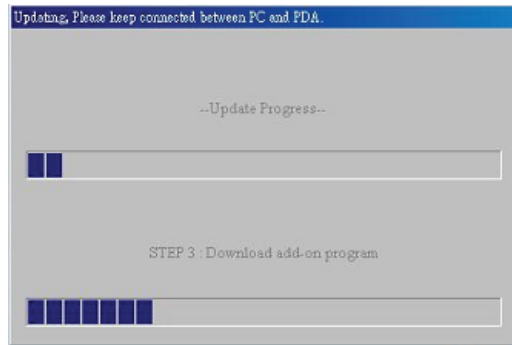 Updating, Please keep connected between PC and PDA.
--Update Progress--
STEP 3 : Download add-on program